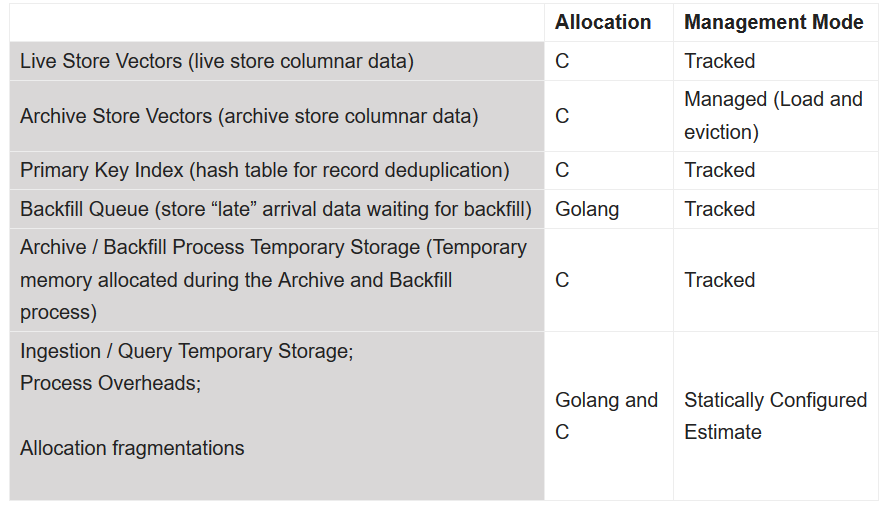 Allocation Management Mode
Live Store Vectors (live store columnar data) C Tracked
Archive Store Vectors (archive store columnar data) C Managed (Load and
eviction)
Primary Key Index (hash table for record deduplication) C Tracked
Backfill Queue (store “late” arrival data waiting for backfill) Golang Tracked
Archive / Backfill Process Temporary Storage (Temporary
memory allocated during the Archive and Backfill
process)
C Tracked
Ingestion / Query Temporary Storage;
Process Overheads;
Allocation fragmentations
Golang and
C
Statically Configured
Estimate